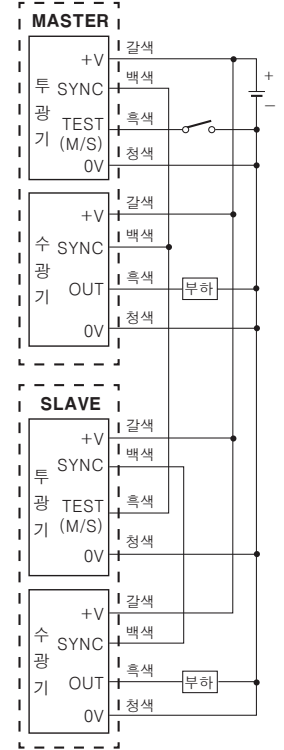 MASTER
투광기
+V 갈색
SYNC 백색
TEST (M/S) 흑색
0V 청색
+
−
수광기
+V 갈색
SYNC 백색
OUT 흑색 부하
0V 청색
SLAVE
투광기
+V 갈색
SYNC 백색
TEST (M/S) 흑색
0V 청색
수광기
+V 갈색
SYNC 백색
OUT 흑색 부하
0V 청색